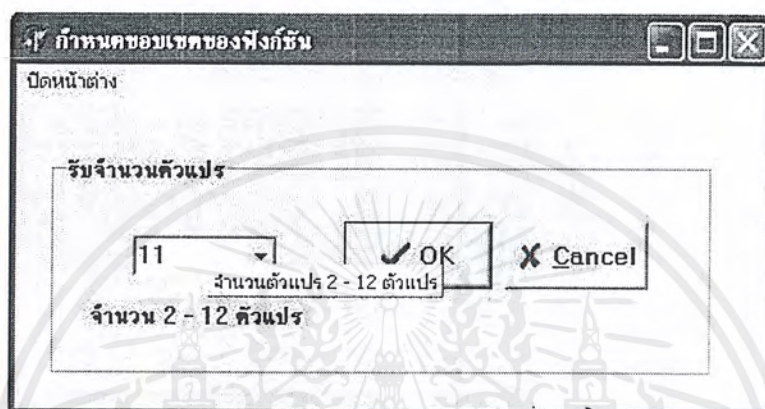 กำหนดขอบเขตของฟังก์ชัน
ปิดหน้าต่าง
รับจำนวนตัวแปร
11
OK
Cancel
จำนวนตัวแปร 2 - 12 ตัวแปร
จำนวน 2 - 12 ตัวแปร